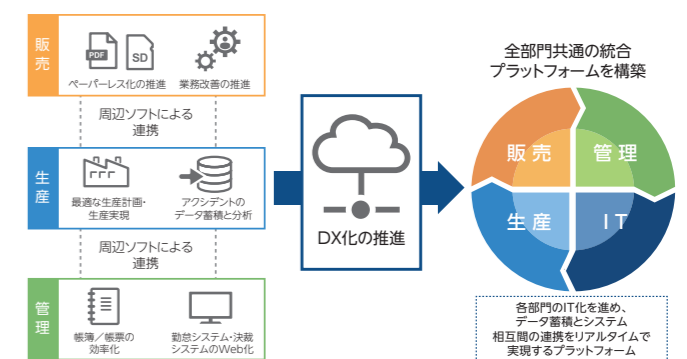 販売
PDF
SD
ペーパーレス化の推進
業務改善の推進
周辺ソフトによる
連携
生産
最適な生産計画・
生産実現
アクシデントの
データ蓄積と分析
周辺ソフトによる
連携
管理
帳簿／帳票の
効率化
勤怠システム・決裁
システムのWeb化
DX化の推進
全部門共通の統合
プラットフォームを構築
販売
管理
生産
IT
各部門のIT化を進め、
データ蓄積とシステム
相互間の連携をリアルタイムで
実現するプラットフォーム